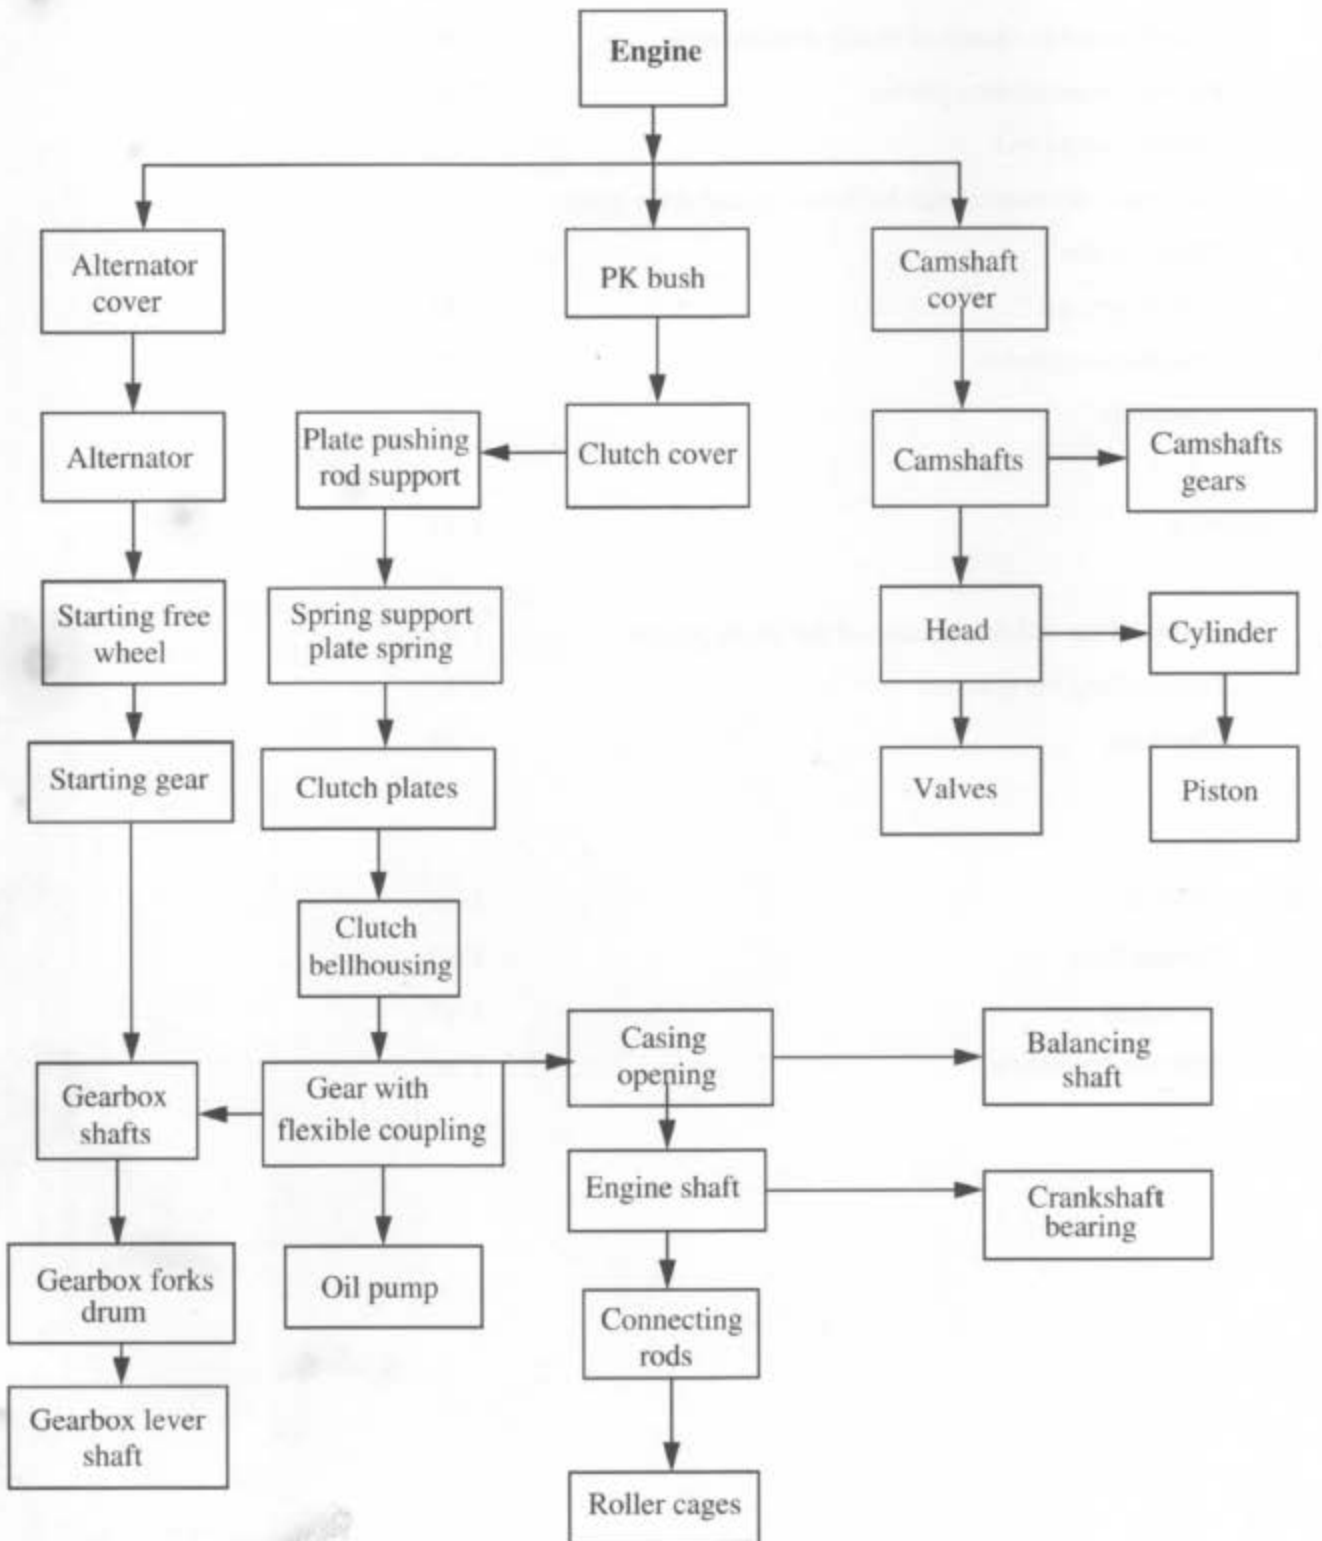 Engine
Alternator
cover
PK bush
Camshaft
cover
Alternator
Plate pushing
rod support
Clutch cover
Camshafts
Camshafts
gears
Starting free
wheel
Spring support
plate spring
Head
Cylinder
Starting gear
Clutch plates
Valves
Piston
Clutch
bellhousing
Gearbox
shafts
Gear with
flexible coupling
Casing
opening
Balancing
shaft
Engine shaft
Crankshaft
bearing
Gearbox forks
drum
Oil pump
Connecting
rods
Gearbox lever
shaft
Roller cages